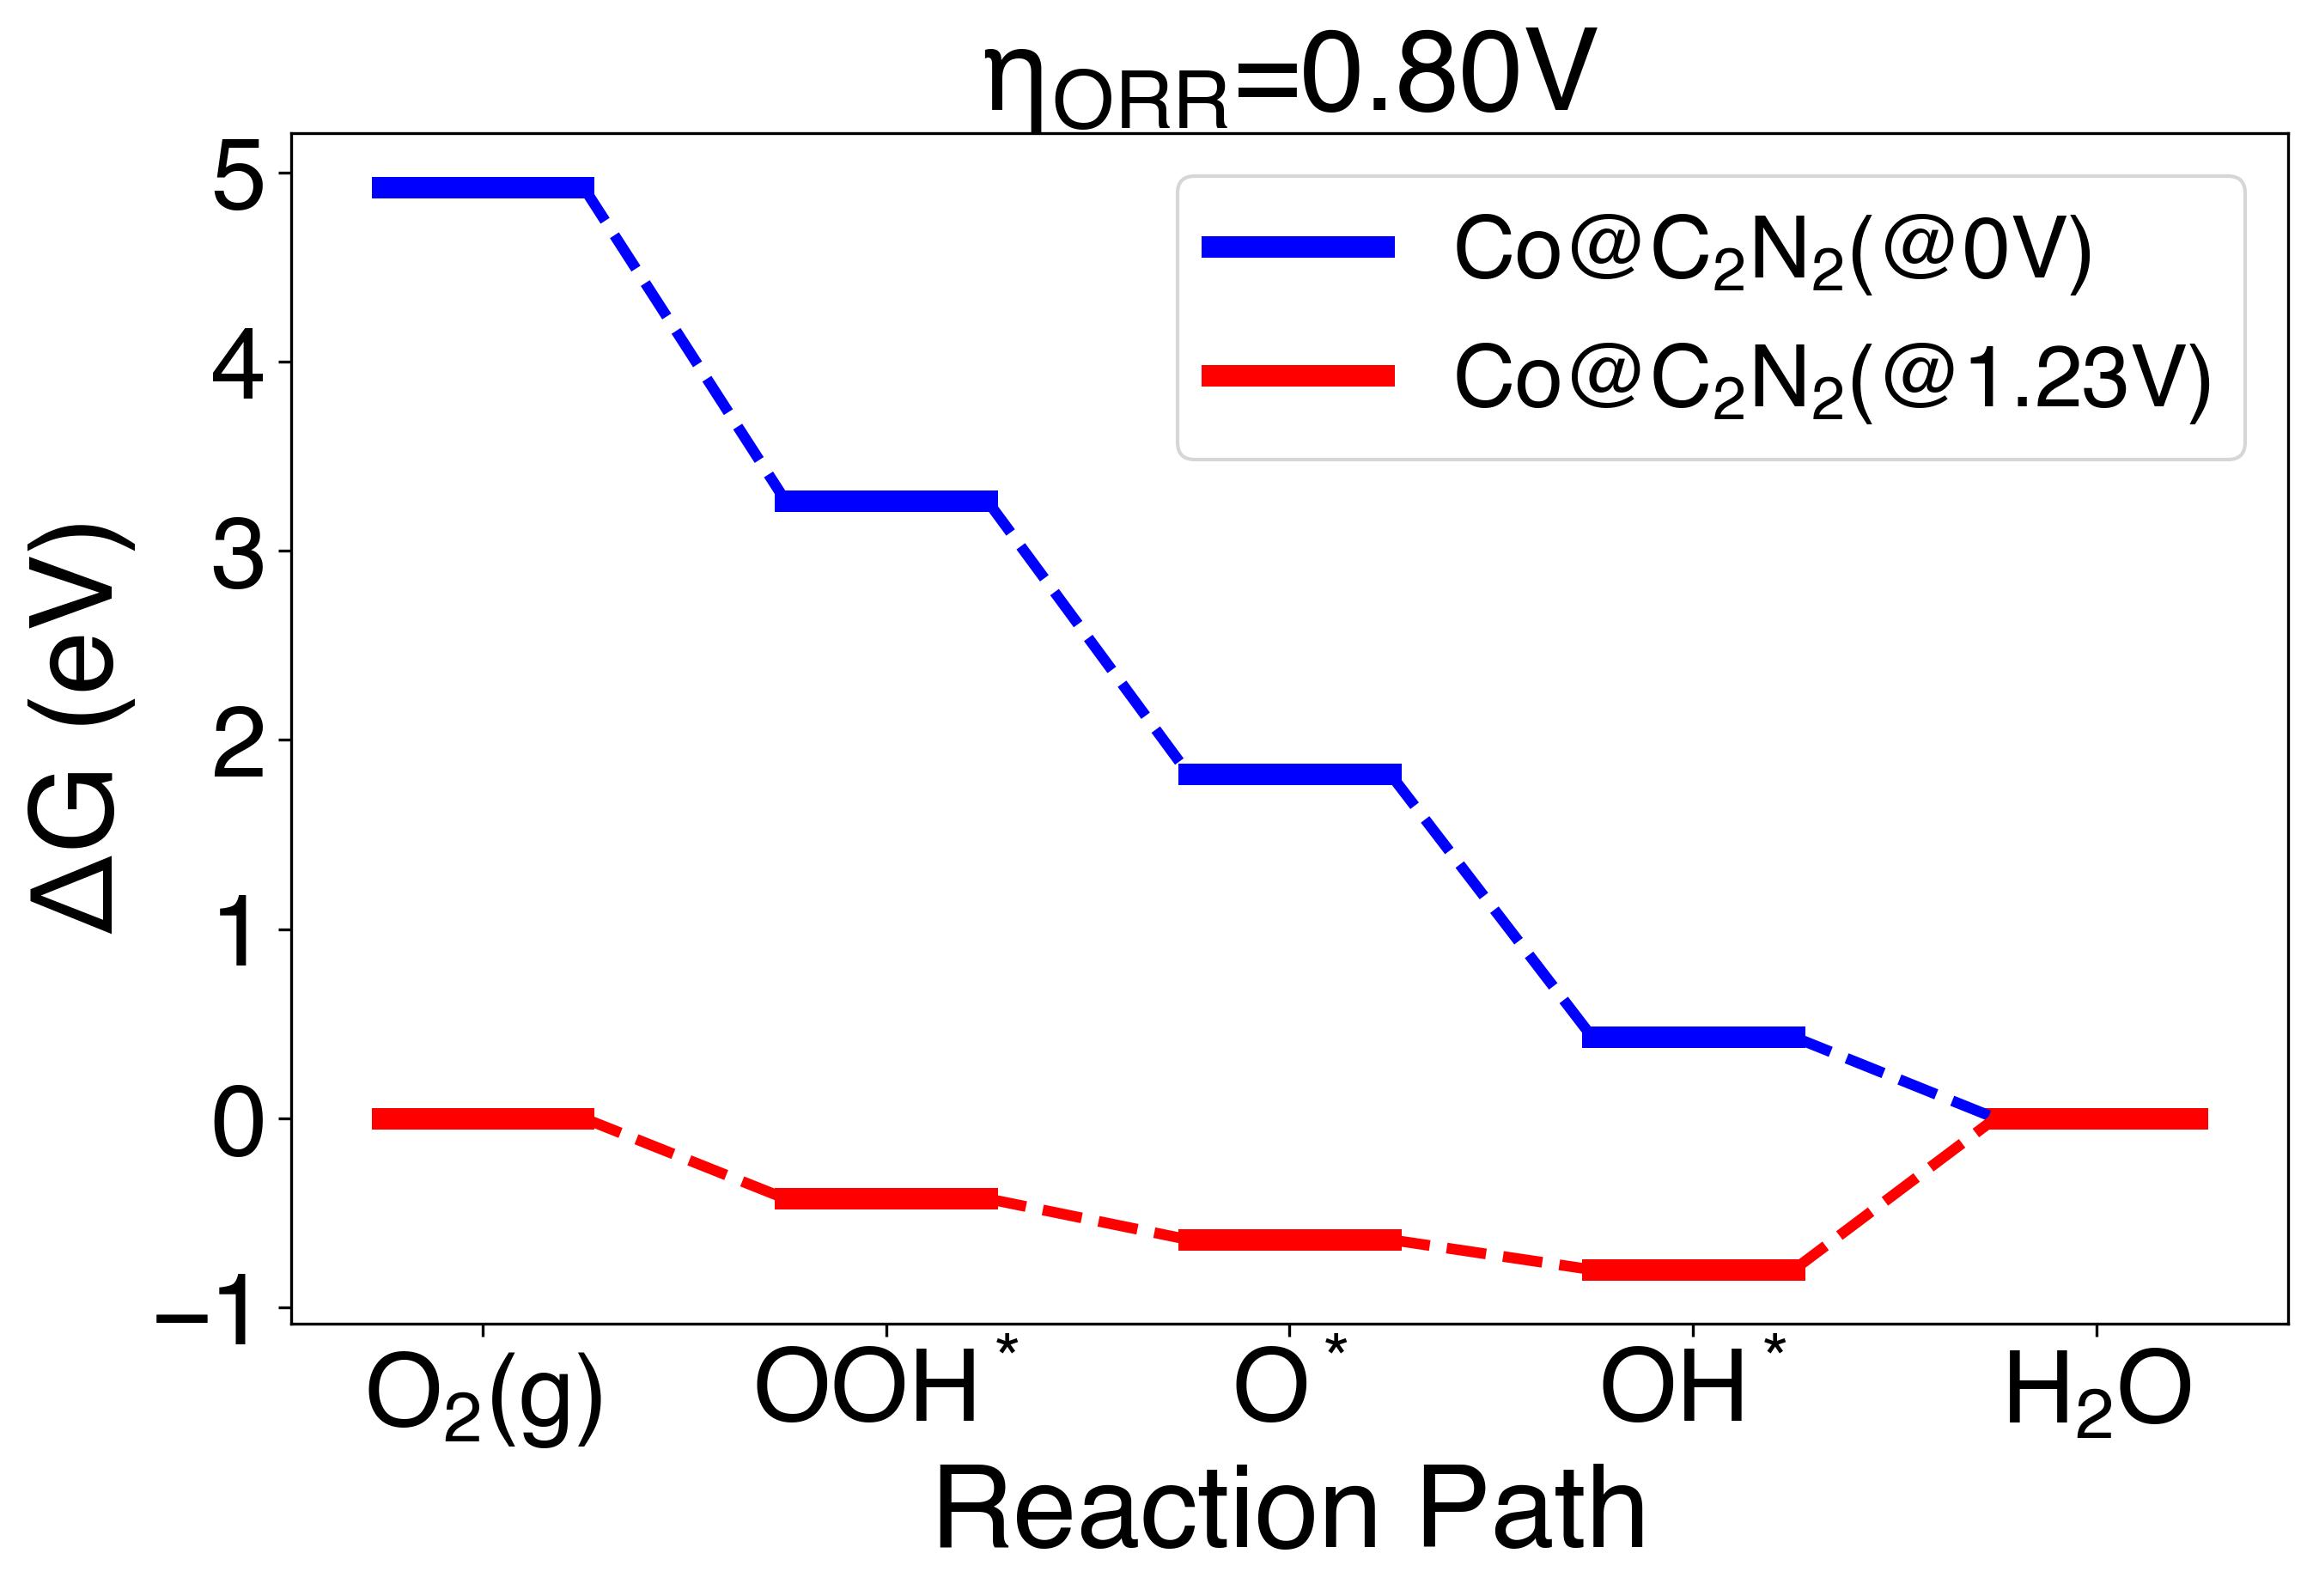 η_ORR=0.80V
Co@C₂N₂(@0V)
Co@C₂N₂(@1.23V)
ΔG (eV)
5
4
3
2
1
0
−1
O₂(g) OOH* O* OH* H₂O
Reaction Path